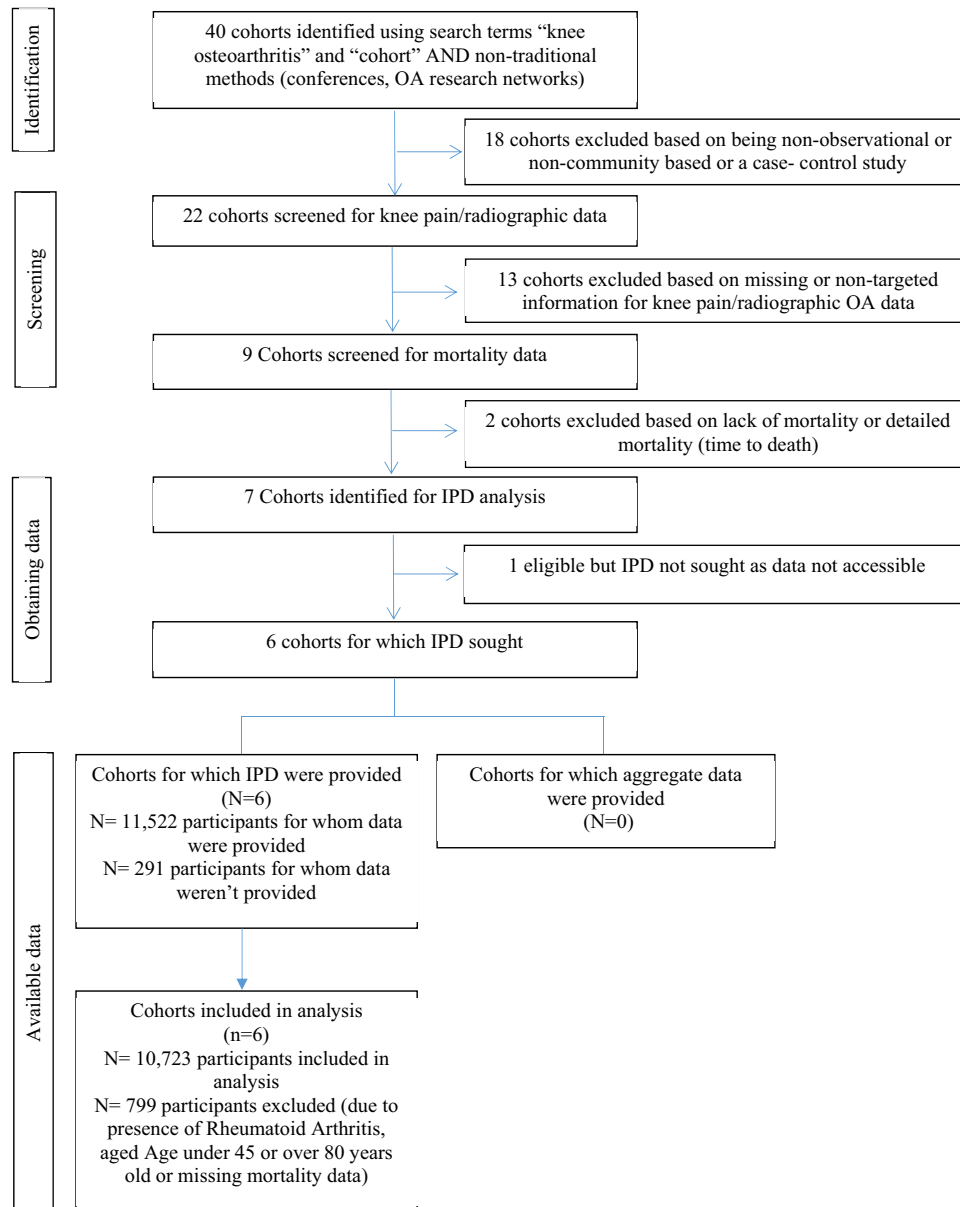 Identification
40 cohorts identified using search terms “knee
osteoarthritis” and “cohort” AND non-traditional
methods (conferences, OA research networks)
18 cohorts excluded based on being non-observational or
non-community based or a case- control study
Screening
22 cohorts screened for knee pain/radiographic data
13 cohorts excluded based on missing or non-targeted
information for knee pain/radiographic OA data
9 Cohorts screened for mortality data
2 cohorts excluded based on lack of mortality or detailed
mortality (time to death)
Obtaining data
7 Cohorts identified for IPD analysis
1 eligible but IPD not sought as data not accessible
6 cohorts for which IPD sought
Available data
Cohorts for which IPD were provided
(N=6)
N= 11,522 participants for whom data
were provided
N= 291 participants for whom data
weren’t provided
Cohorts for which aggregate data
were provided
(N=0)
Cohorts included in analysis
(n=6)
N= 10,723 participants included in
analysis
N= 799 participants excluded (due to
presence of Rheumatoid Arthritis,
aged Age under 45 or over 80 years
old or missing mortality data)